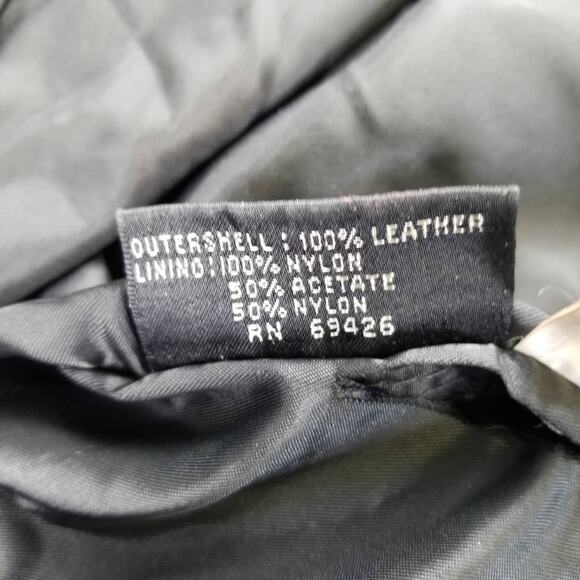 OUTERSHELL: 100% LEATHER
LINING: 100% NYLON
50% ACETATE
50% NYLON
RN 69426